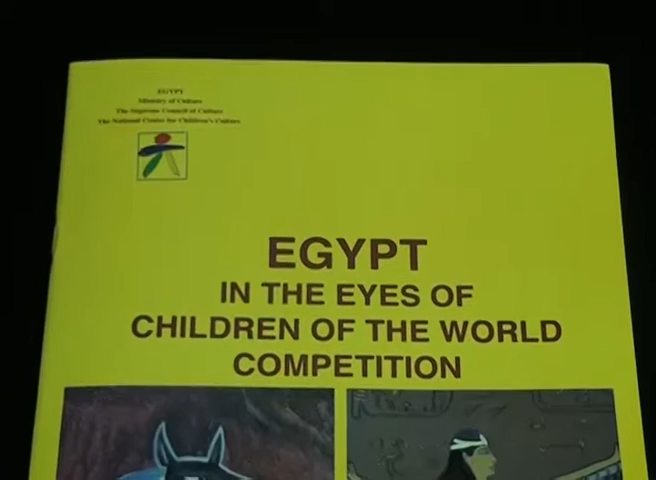 EGYPT
Ministry of Culture
The Supreme Council of Culture
The National Center for Children's Culture
EGYPT
IN THE EYES OF
CHILDREN OF THE WORLD
COMPETITION